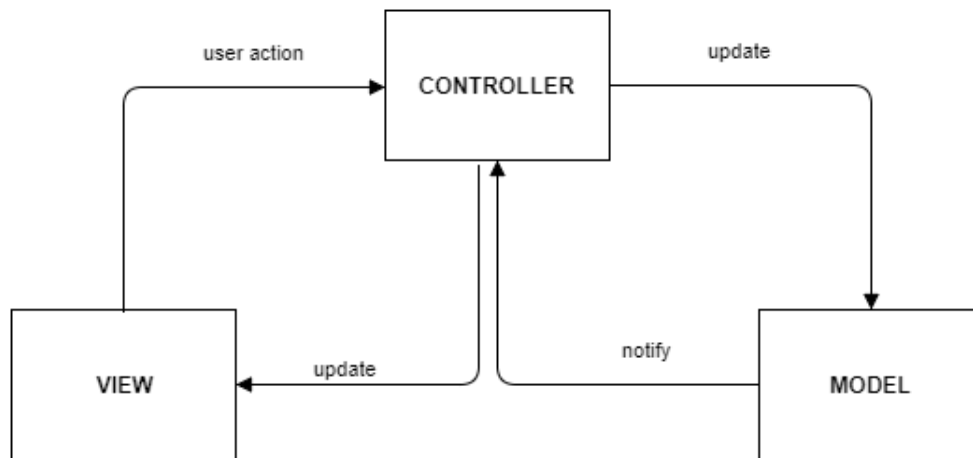 user action
CONTROLLER
update
update
notify
VIEW
MODEL